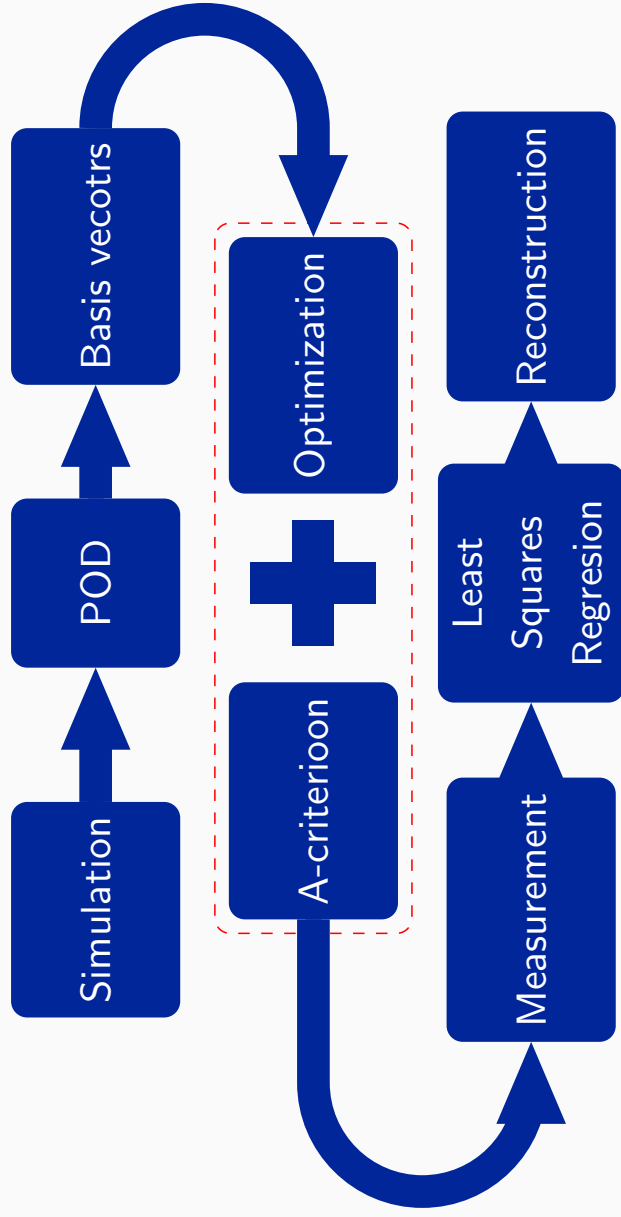 Simulation
POD
Basis vecotrs
A-criterioon
Optimization
Measurement
Least
Squares
Regresion
Reconstruction